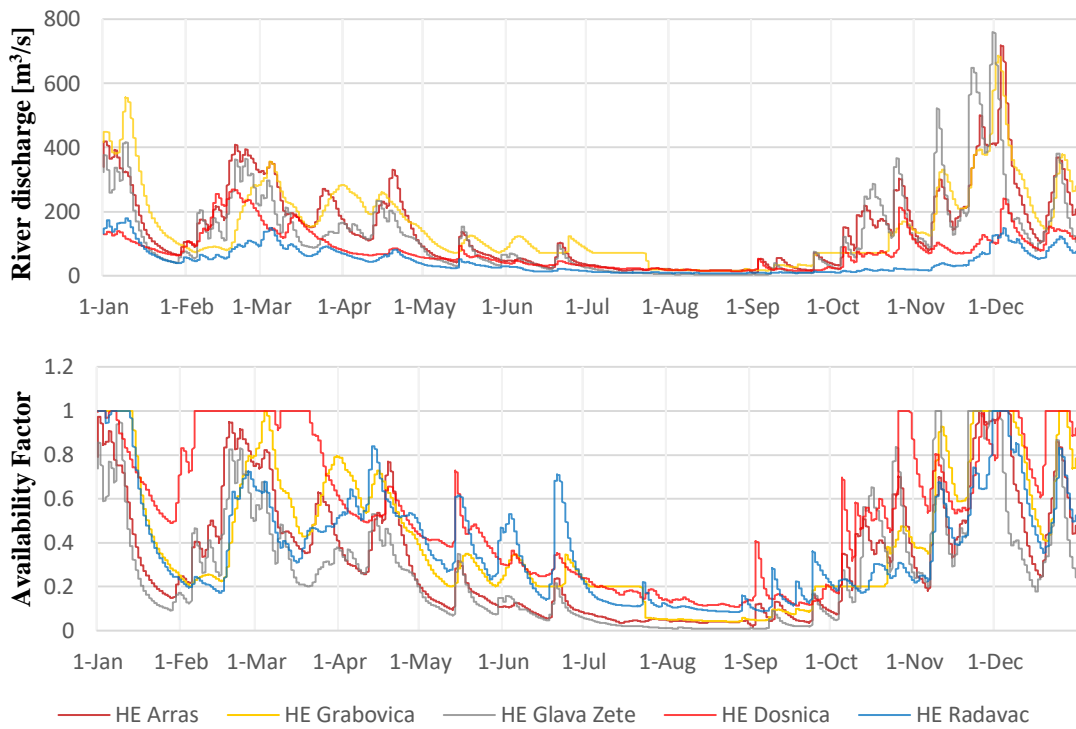 River discharge [m³/s]
800
600
400
200
0
1-Jan 1-Feb 1-Mar 1-Apr 1-May 1-Jun 1-Jul 1-Aug 1-Sep 1-Oct 1-Nov 1-Dec
Availability Factor
1.2
1
0.8
0.6
0.4
0.2
0
1-Jan 1-Feb 1-Mar 1-Apr 1-May 1-Jun 1-Jul 1-Aug 1-Sep 1-Oct 1-Nov 1-Dec
HE Arras HE Grabovica HE Glava Zete HE Dosnica HE Radavac